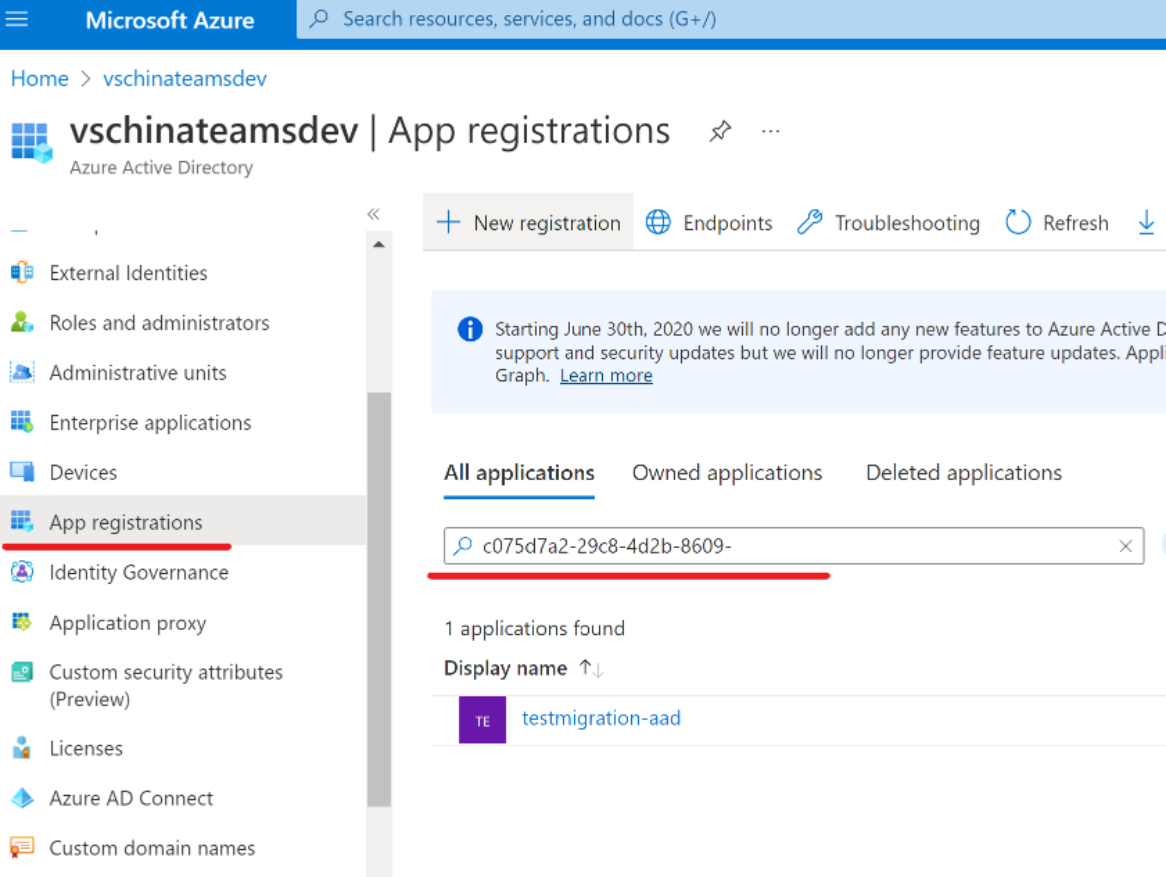 Microsoft Azure
Search resources, services, and docs (G+/)
Home > vschinateamsdev
vschinateamsdev | App registrations
Azure Active Directory
External Identities
Roles and administrators
Administrative units
Enterprise applications
Devices
App registrations
Identity Governance
Application proxy
Custom security attributes
(Preview)
Licenses
Azure AD Connect
Custom domain names
New registration
Endpoints
Troubleshooting
Refresh
Starting June 30th, 2020 we will no longer add any new features to Azure Active D
support and security updates but we will no longer provide feature updates. Appli
Graph. Learn more
All applications
Owned applications
Deleted applications
c075d7a2-29c8-4d2b-8609-
1 applications found
Display name
TE
testmigration-aad